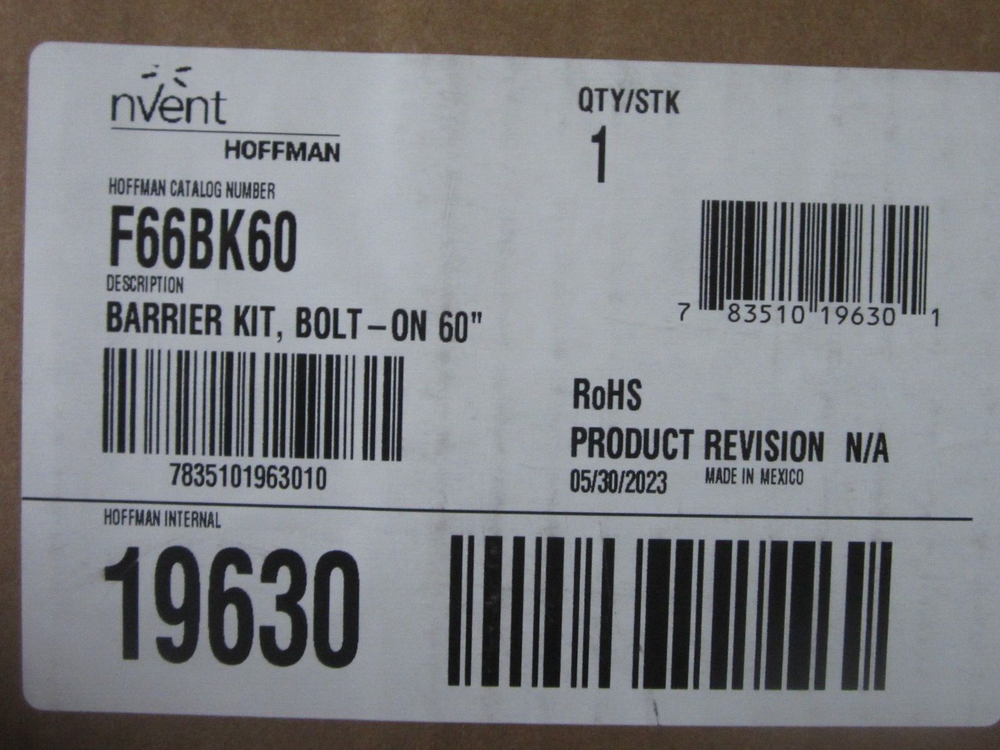 nVent
HOFFMAN
HOFFMAN CATALOG NUMBER
F66BK60
DESCRIPTION
BARRIER KIT, BOLT-ON 60"
7835101963010
QTY/STK
1
7 83510 19630 1
RoHS
PRODUCT REVISION N/A
05/30/2023 MADE IN MEXICO
HOFFMAN INTERNAL
19630